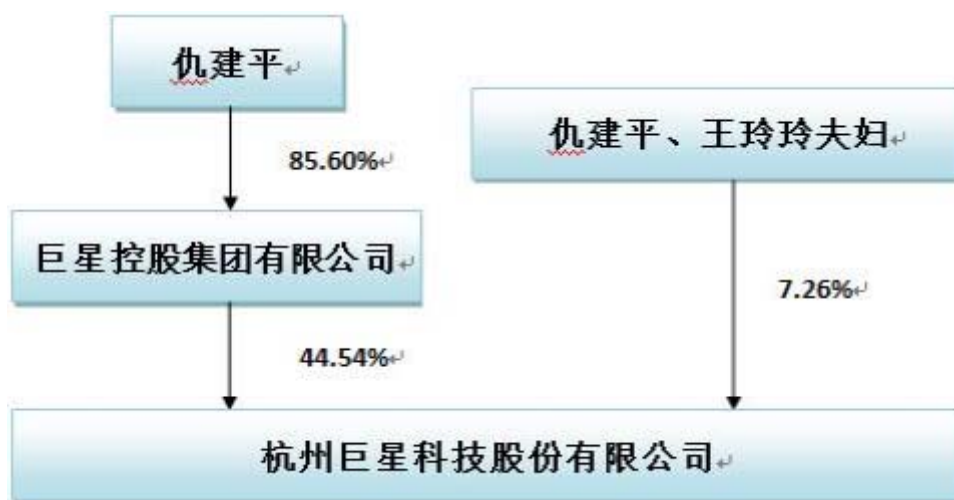 仇建平
仇建平、王玲玲夫妇
85.60%
巨星控股集团有限公司
7.26%
44.54%
杭州巨星科技股份有限公司